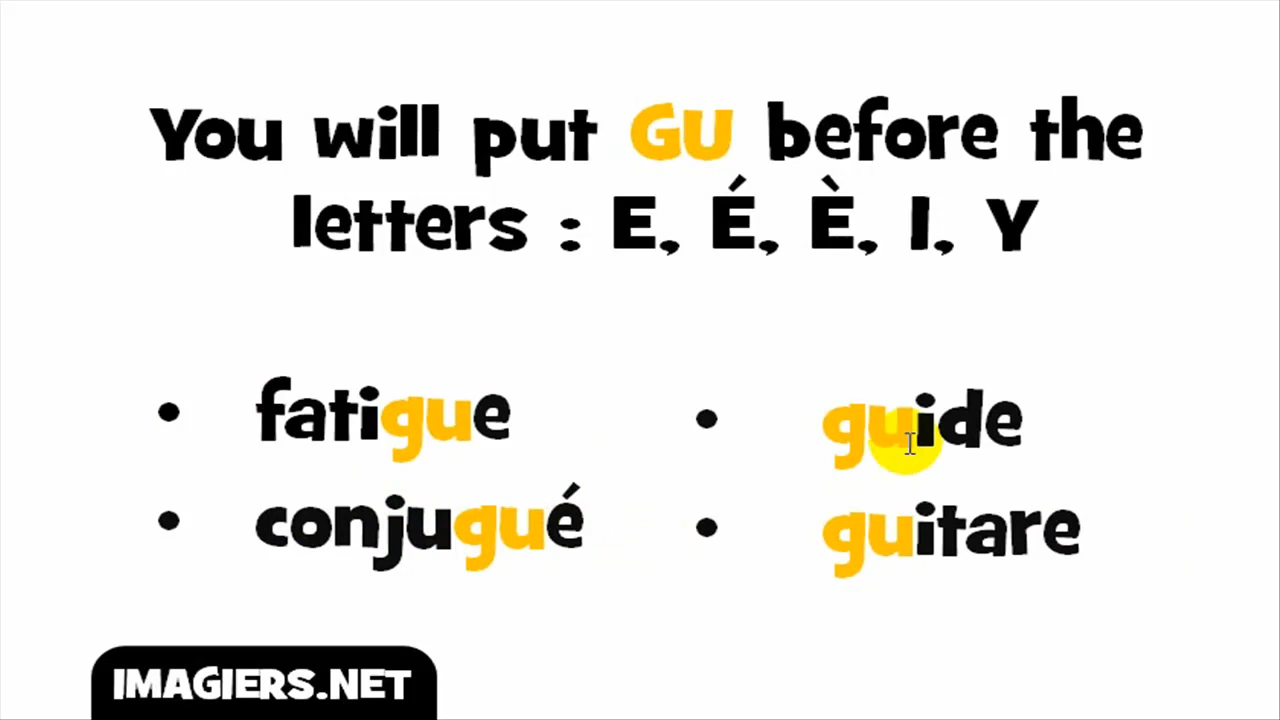 You will put GU before the
letters : E, É, È, I, Y
• fatigue
• conjugué
• guide
• guitare
IMAGIERS.NET